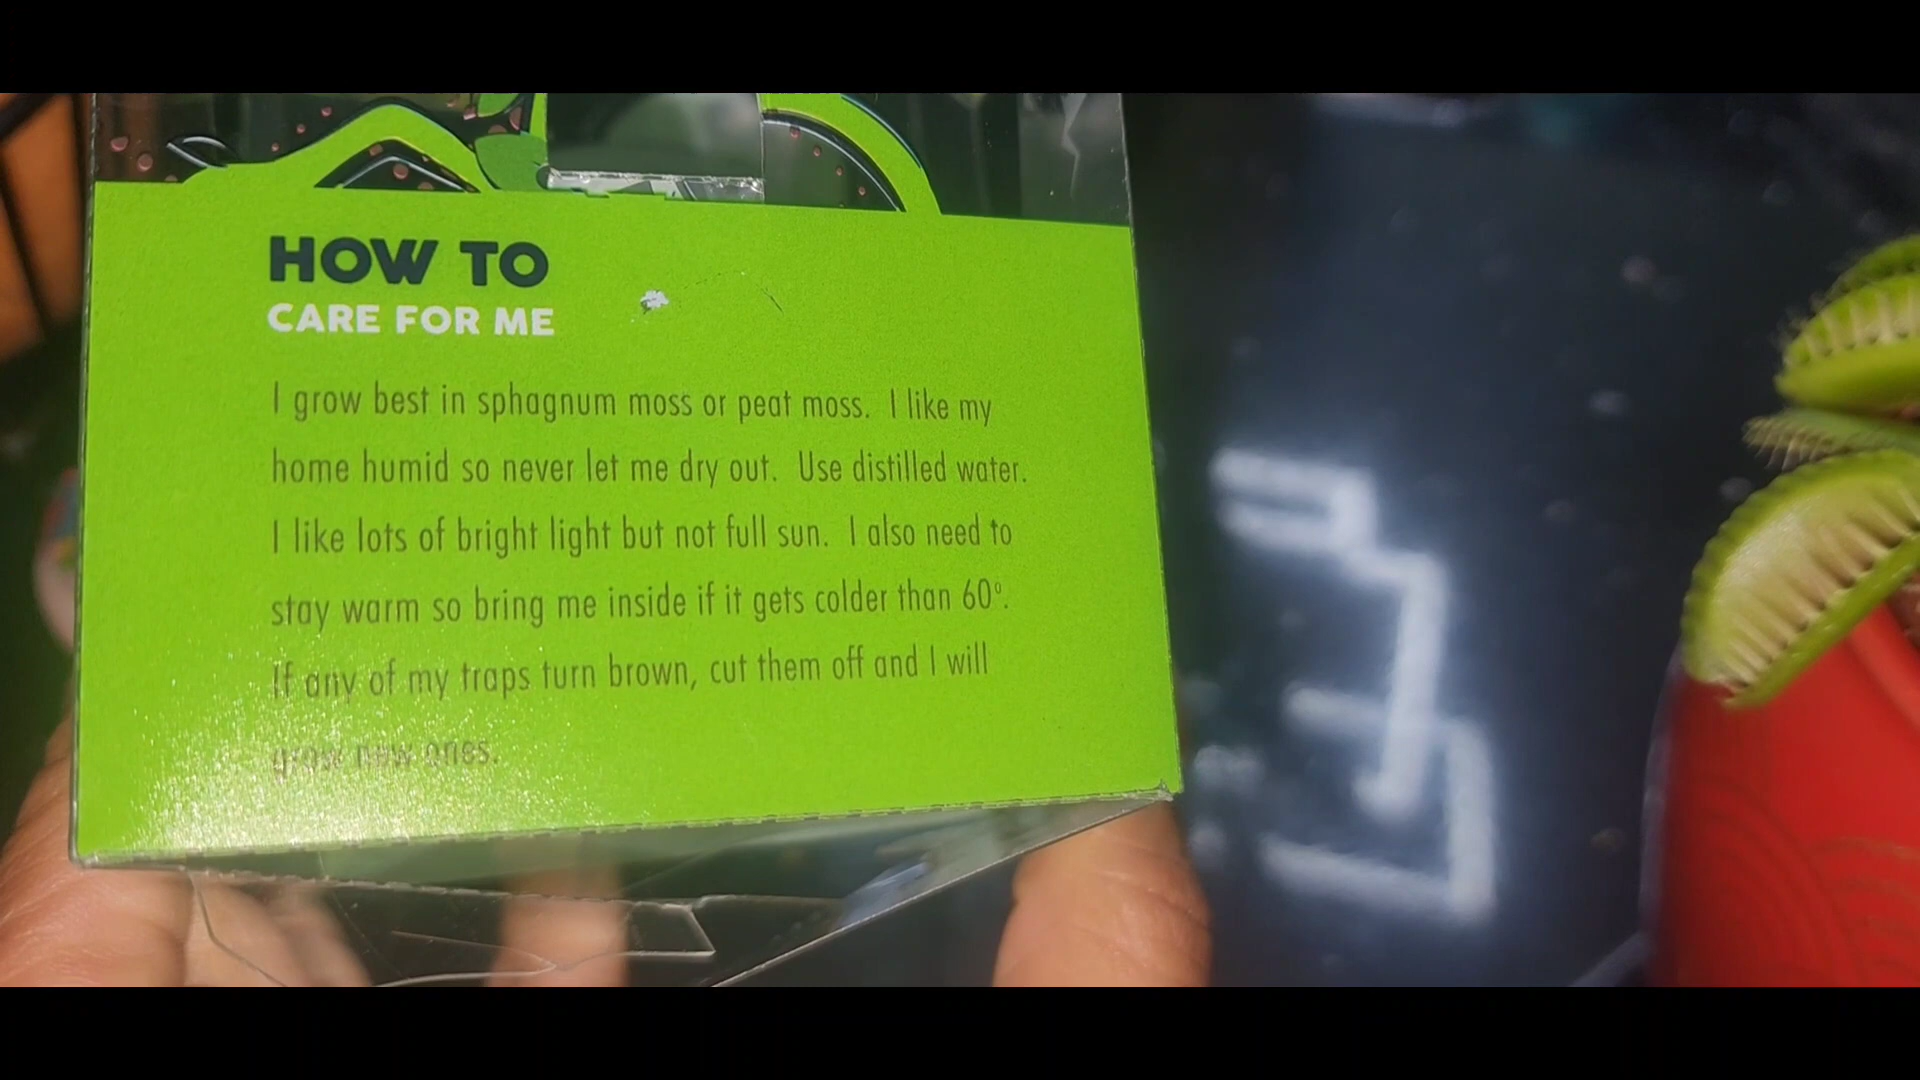 HOW TO
CARE FOR ME
I grow best in sphagnum moss or peat moss. I like my
home humid so never let me dry out. Use distilled water.
I like lots of bright light but not full sun. I also need to
stay warm so bring me inside if it gets colder than 60°.
If any of my traps turn brown, cut them off and I will
grow new ones.